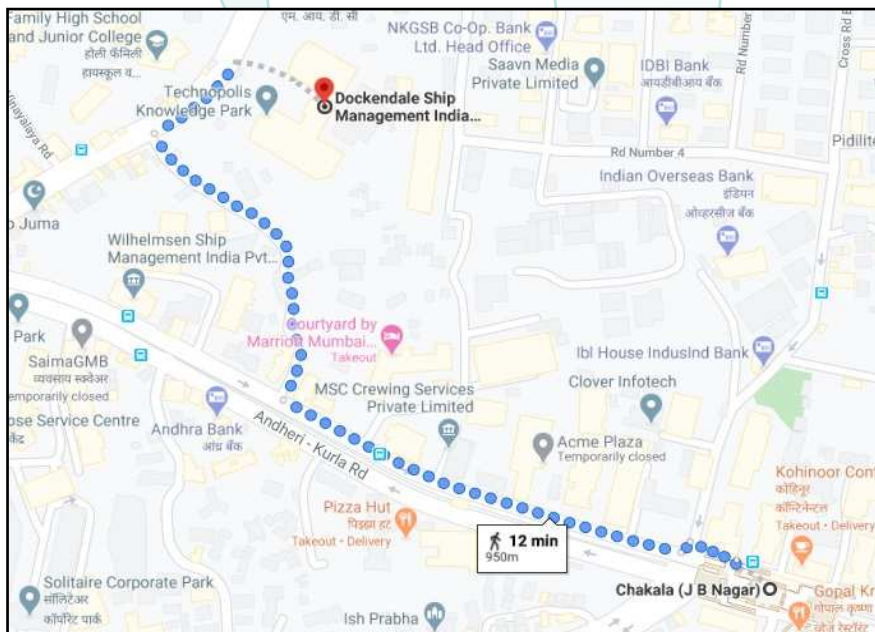 Family High School
and Junior College
होली फॅमिली
हायस्कूल व...
एम. आय. डी. सी
NKGSB Co-Op. Bank
Ltd. Head Office
Saavn Media
Private Limited
IDBI Bank
आयडीबीआय बँक
Rd Number
Cross Rd B
Technopolis
Knowledge Park
Dockendale Ship
Management India...
Pidilite
Rd Number 4
Indian Overseas Bank
इंडियन
ओव्हरसीज बँक
Vinayalaya Rd
o Juma
Wilhelmsen Ship
Management India Pvt...
Park
SaimaGMB
व्यवसाय स्क्वेअर
emporarily closed
Courtyard by
Marriott Mumbai...
Takeout
Ibl House IndusInd Bank
Clover Infotech
MSC Crewing Services
Private Limited
ose Service Centre
Andhra Bank
आंध्र बँक
Andheri - Kurla Rd
Acme Plaza
Temporarily closed
Kohinoor Cont
कोहिनूर
कॉन्टिनेन्टल
Takeout • Delivery
Pizza Hut
पिझ्झा हट
Takeout • Delivery
12 min
950m
Solitaire Corporate Park
सॉलिटेअर
कॉर्पोरेट पार्क
Chakala (J B Nagar)
Ish Prabha
Gopal Kr
गोपाल कृष्णा